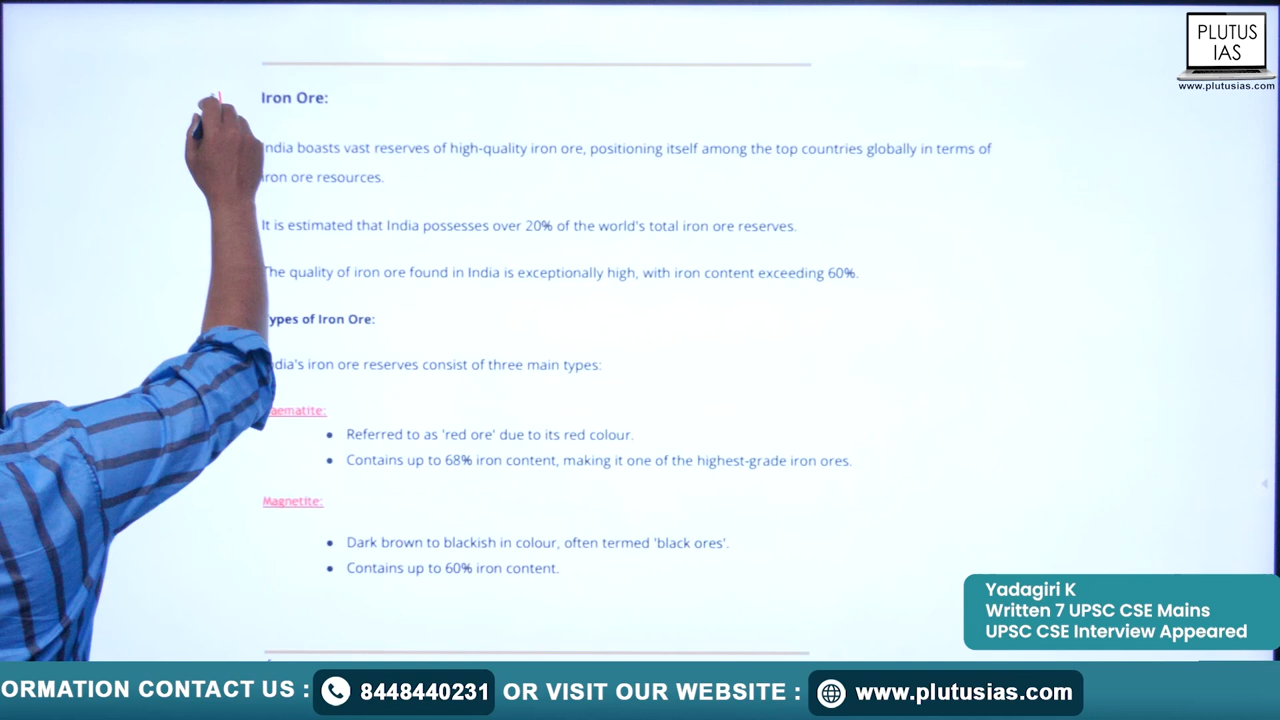 PLUTUS
IAS
www.plutusias.com
Iron Ore:
India boasts vast reserves of high-quality iron ore, positioning itself among the top countries globally in terms of
iron ore resources.
It is estimated that India possesses over 20% of the world's total iron ore reserves.
The quality of iron ore found in India is exceptionally high, with iron content exceeding 60%.
ypes of Iron Ore:
dia's iron ore reserves consist of three main types:
aematite:
• Referred to as 'red ore' due to its red colour.
• Contains up to 68% iron content, making it one of the highest-grade iron ores.
Magnetite:
• Dark brown to blackish in colour, often termed 'black ores'.
• Contains up to 60% iron content.
Yadagiri K
Written 7 UPSC CSE Mains
UPSC CSE Interview Appeared
ORMATION CONTACT US : 8448440231 OR VISIT OUR WEBSITE : www.plutusias.com